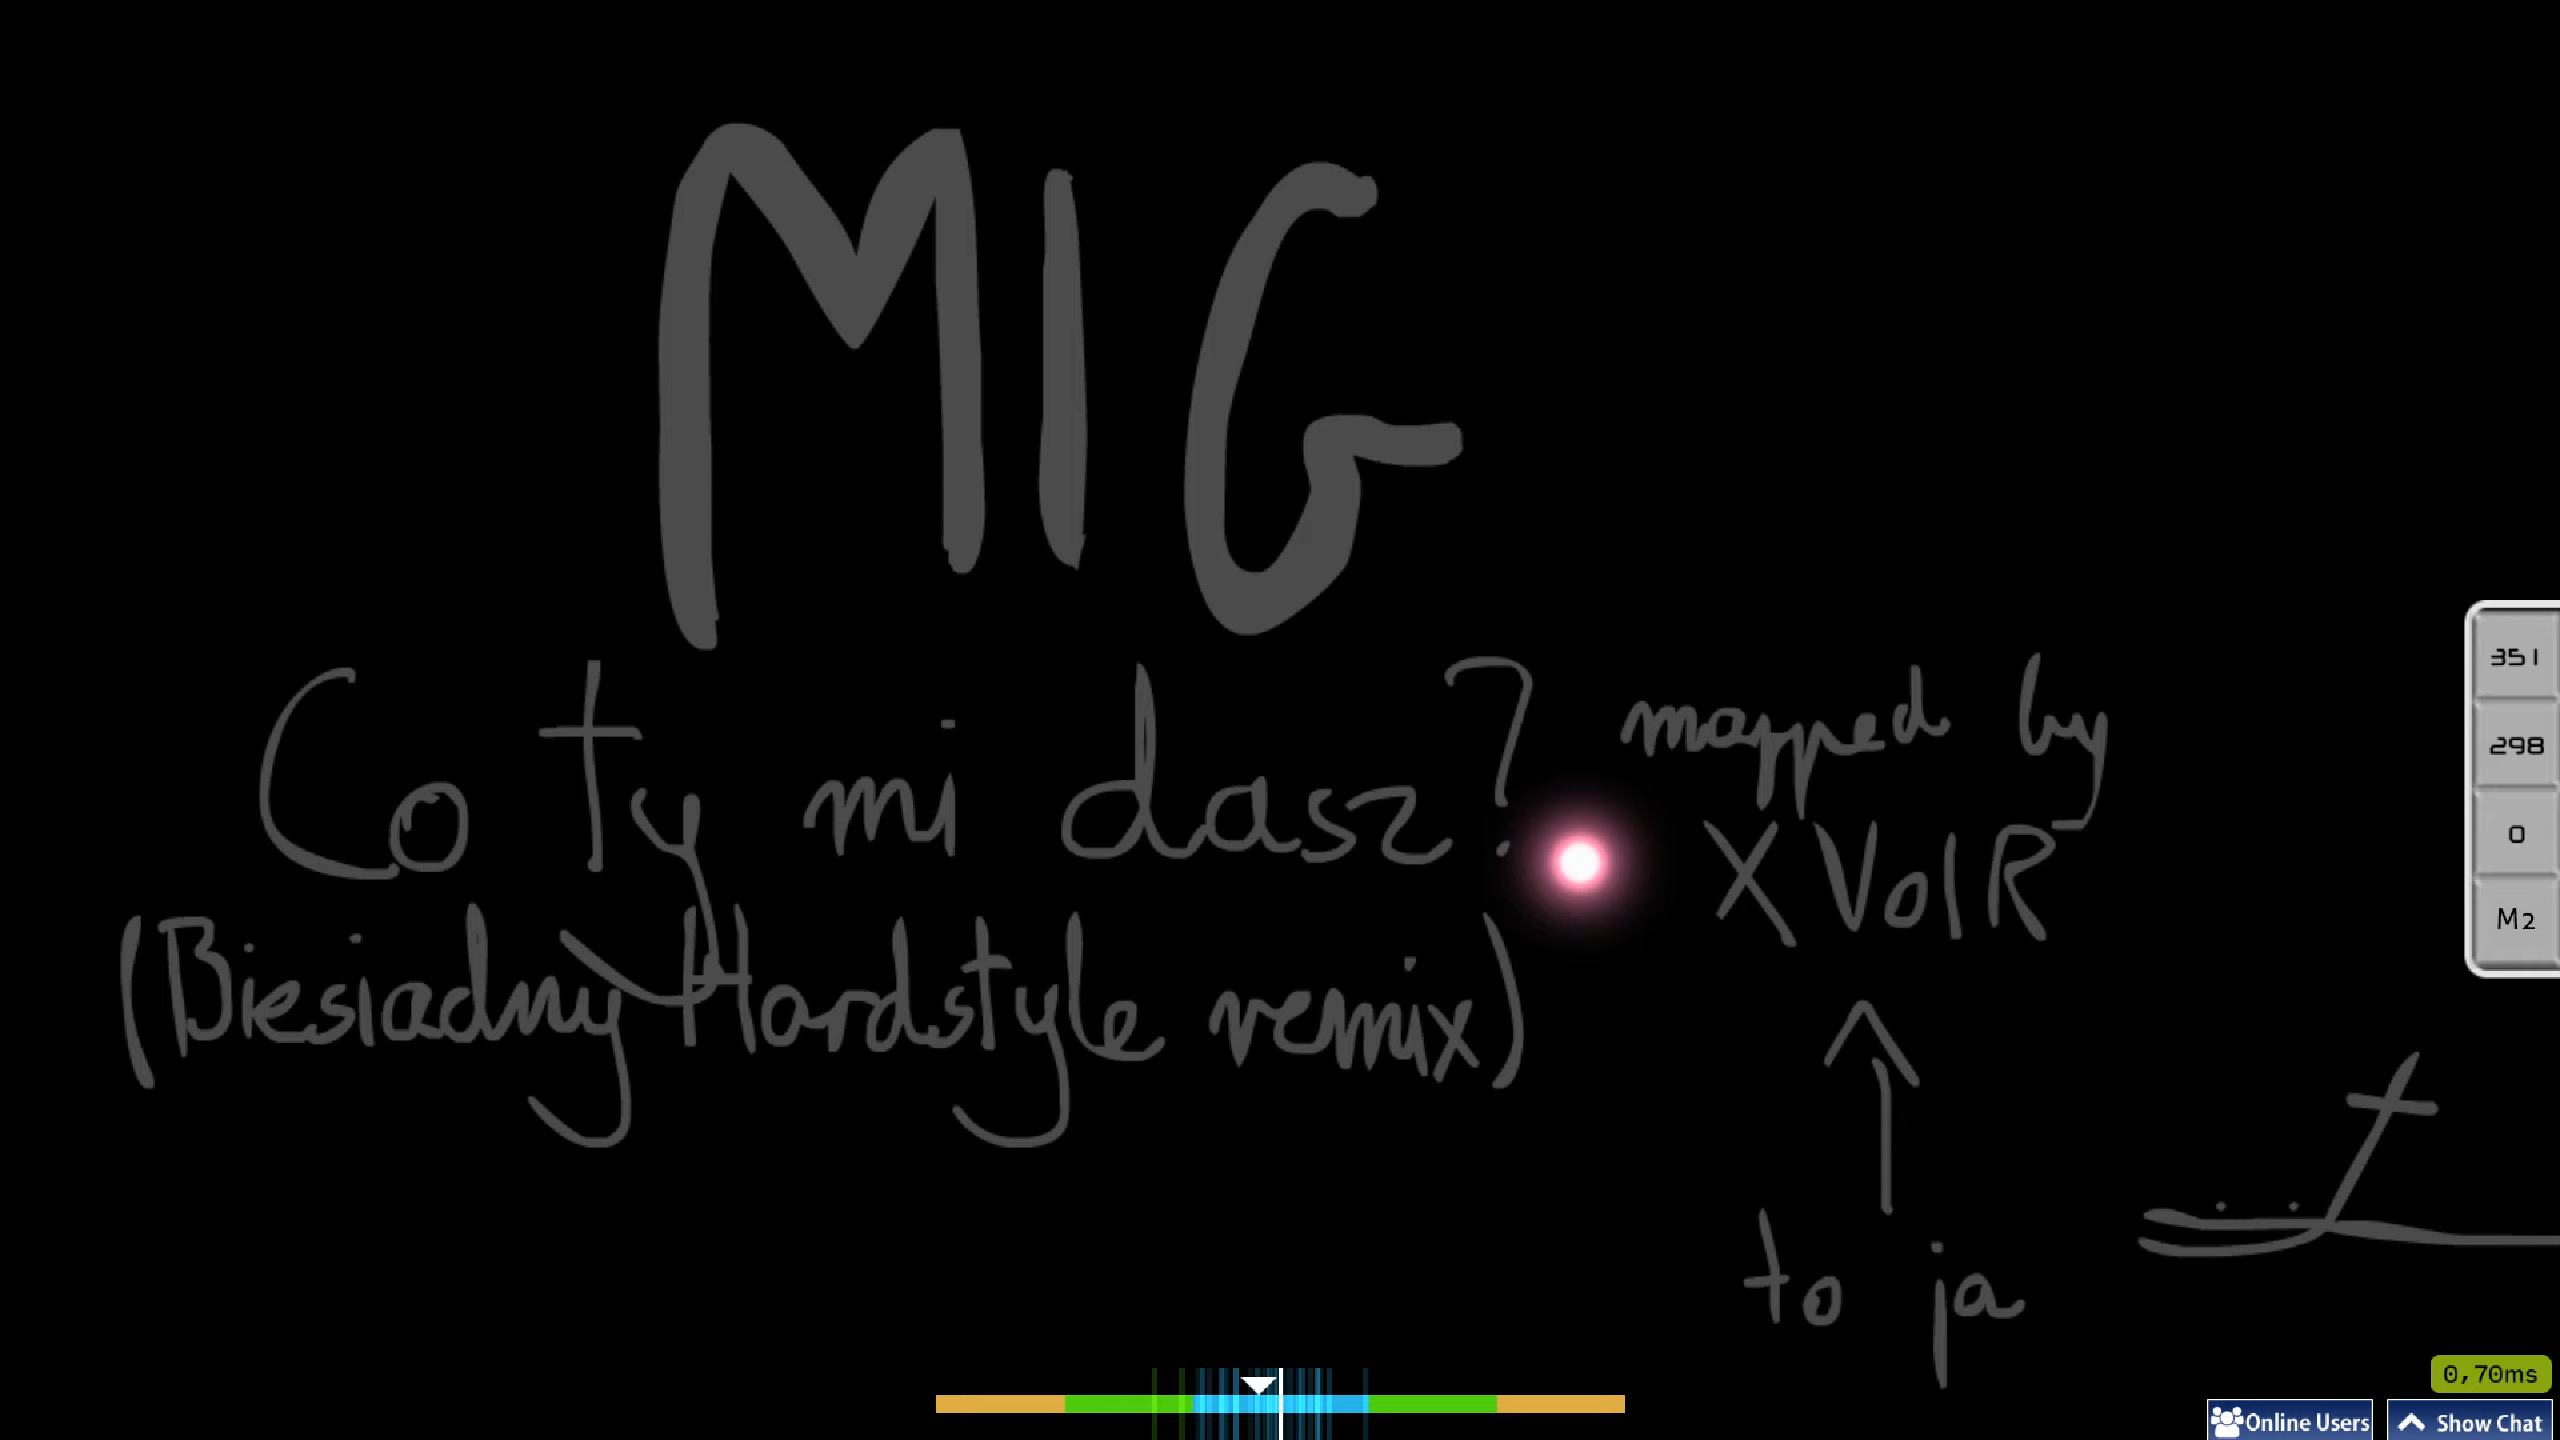 MIG
Co ty mi dasz? mapped by
XVolR
(Biesiadny Hardstyle remix)
to ja
351
298
0
M2
0,70ms
Online Users
Show Chat